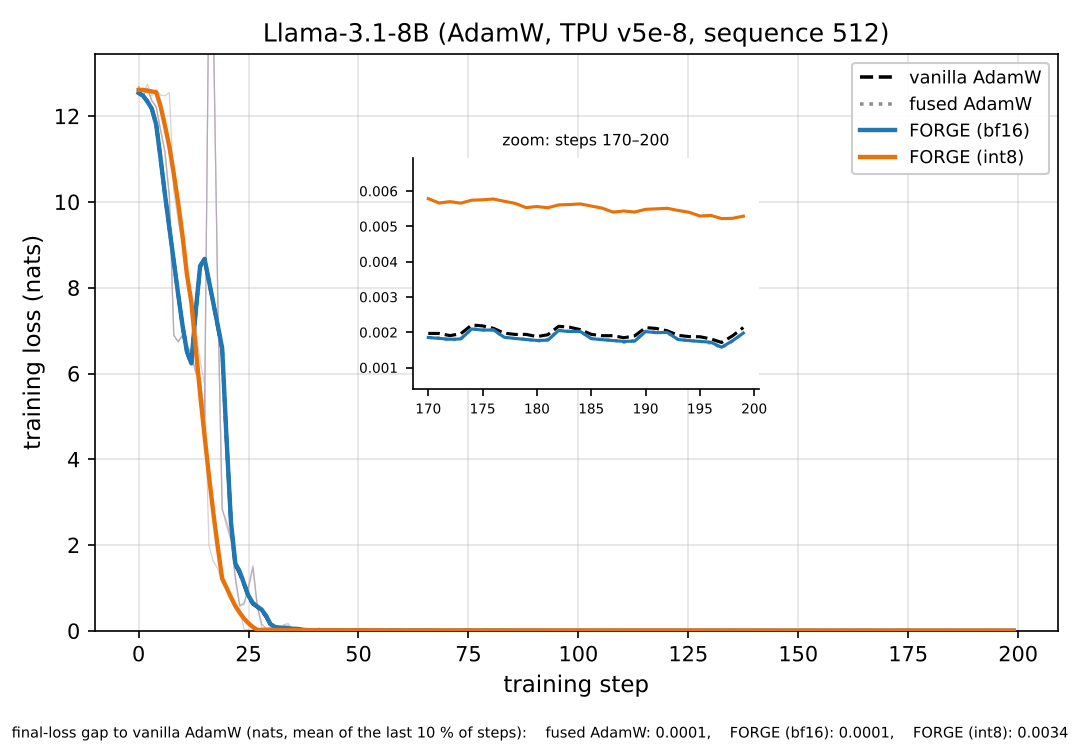 Llama-3.1-8B (AdamW, TPU v5e-8, sequence 512)
vanilla AdamW
fused AdamW
FORGE (bf16)
FORGE (int8)
zoom: steps 170–200
0.006
0.005
0.004
0.003
0.002
0.001
170 175 180 185 190 195 200
training loss (nats)
12
10
8
6
4
2
0
0 25 50 75 100 125 150 175 200
training step
final-loss gap to vanilla AdamW (nats, mean of the last 10 % of steps): fused AdamW: 0.0001, FORGE (bf16): 0.0001, FORGE (int8): 0.0034